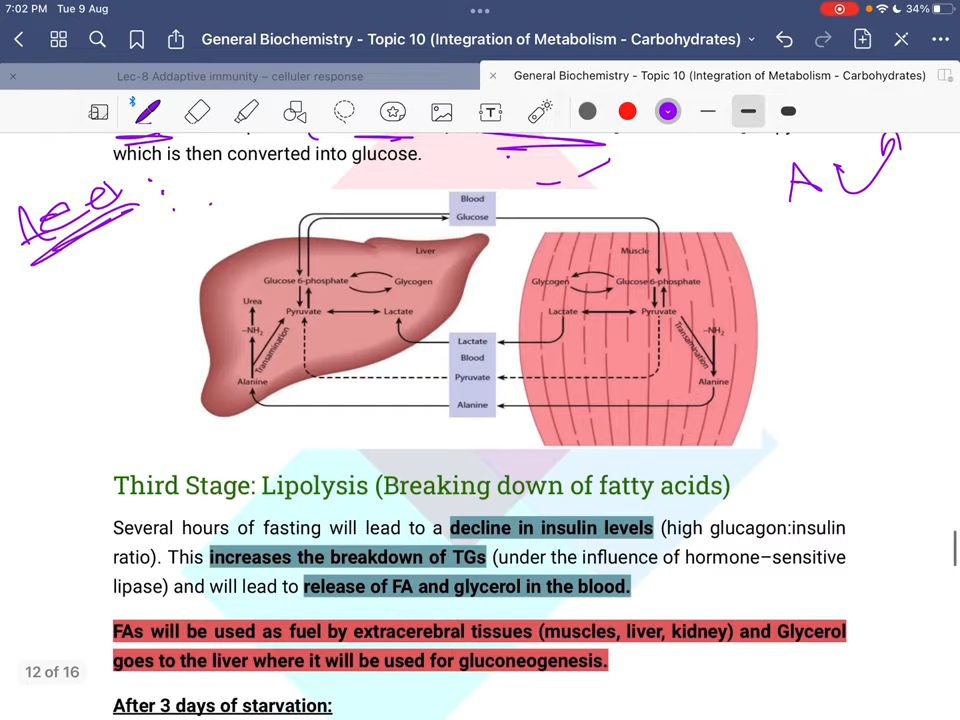 7:02 PM Tue 9 Aug
34%
General Biochemistry - Topic 10 (Integration of Metabolism - Carbohydrates)
Lec-8 Addaptive immunity – celluler response
General Biochemistry - Topic 10 (Integration of Metabolism - Carbohydrates)
which is then converted into glucose.
Blood
Glucose
Liver
Muscle
Glucose 6-phosphate
Glycogen
Glycogen
Glucose 6-phosphate
Urea
Pyruvate
Lactate
Lactate
Pyruvate
–NH2
Transamination
Alanine
Transamination
–NH2
Alanine
Lactate
Blood
Pyruvate
Alanine
Third Stage: Lipolysis (Breaking down of fatty acids)
Several hours of fasting will lead to a decline in insulin levels (high glucagon:insulin
ratio). This increases the breakdown of TGs (under the influence of hormone–sensitive
lipase) and will lead to release of FA and glycerol in the blood.
FAs will be used as fuel by extracerebral tissues (muscles, liver, kidney) and Glycerol
goes to the liver where it will be used for gluconeogenesis.
12 of 16
After 3 days of starvation: